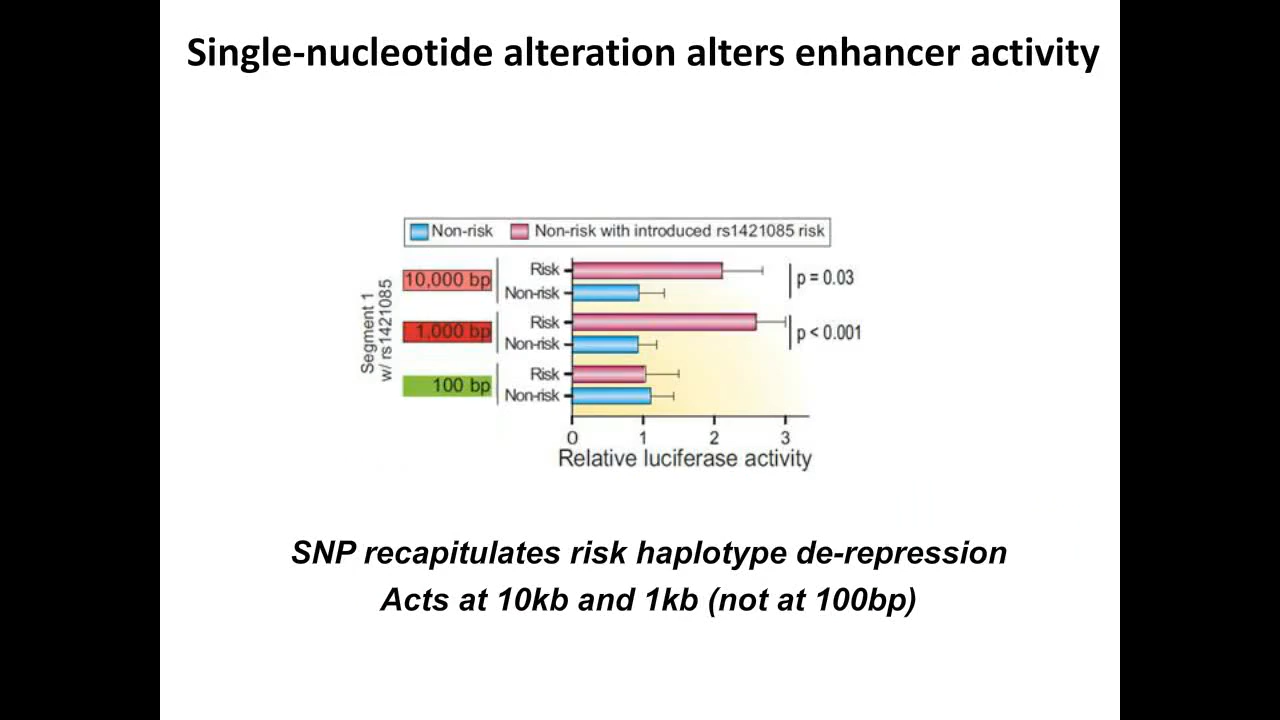 Single-nucleotide alteration alters enhancer activity
Non-risk
Non-risk with introduced rs1421085 risk
Segment 1
w/ rs1421085
10,000 bp
Risk
Non-risk
p = 0.03
1,000 bp
Risk
Non-risk
p < 0.001
100 bp
Risk
Non-risk
0 1 2 3
Relative luciferase activity
SNP recapitulates risk haplotype de-repression
Acts at 10kb and 1kb (not at 100bp)